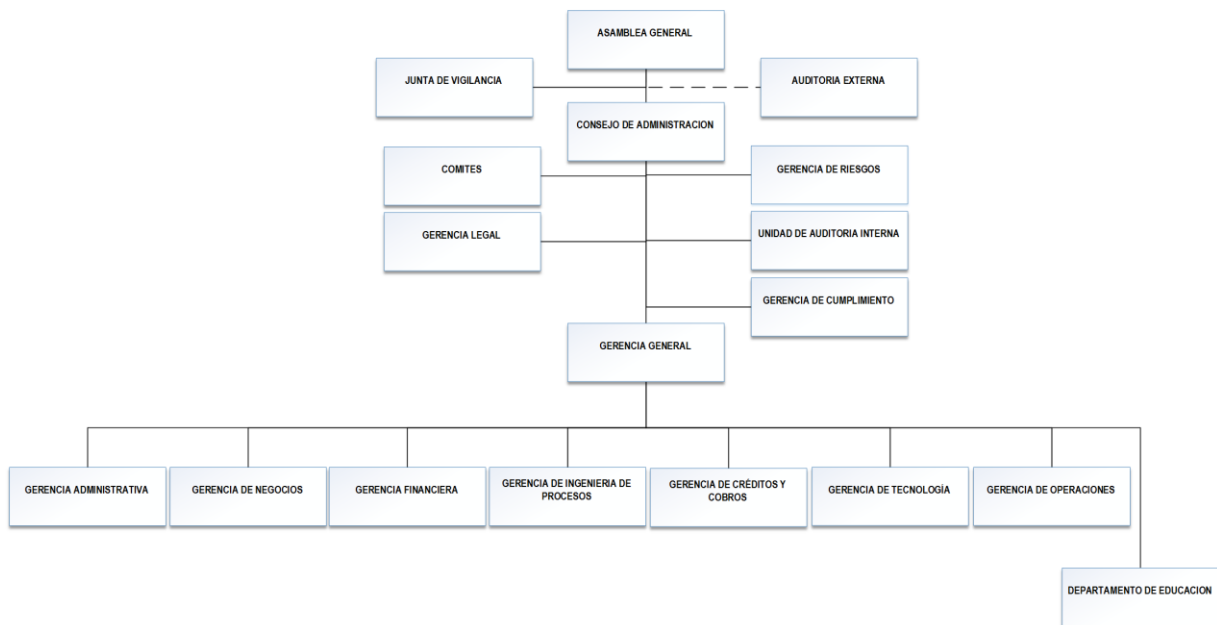 ASAMBLEA GENERAL
JUNTA DE VIGILANCIA
AUDITORIA EXTERNA
CONSEJO DE ADMINISTRACION
COMITES
GERENCIA DE RIESGOS
GERENCIA LEGAL
UNIDAD DE AUDITORIA INTERNA
GERENCIA DE CUMPLIMIENTO
GERENCIA GENERAL
GERENCIA ADMINISTRATIVA
GERENCIA DE NEGOCIOS
GERENCIA FINANCIERA
GERENCIA DE INGENIERIA DE
PROCESOS
GERENCIA DE CRÉDITOS Y
COBROS
GERENCIA DE TECNOLOGÍA
GERENCIA DE OPERACIONES
DEPARTAMENTO DE EDUCACION